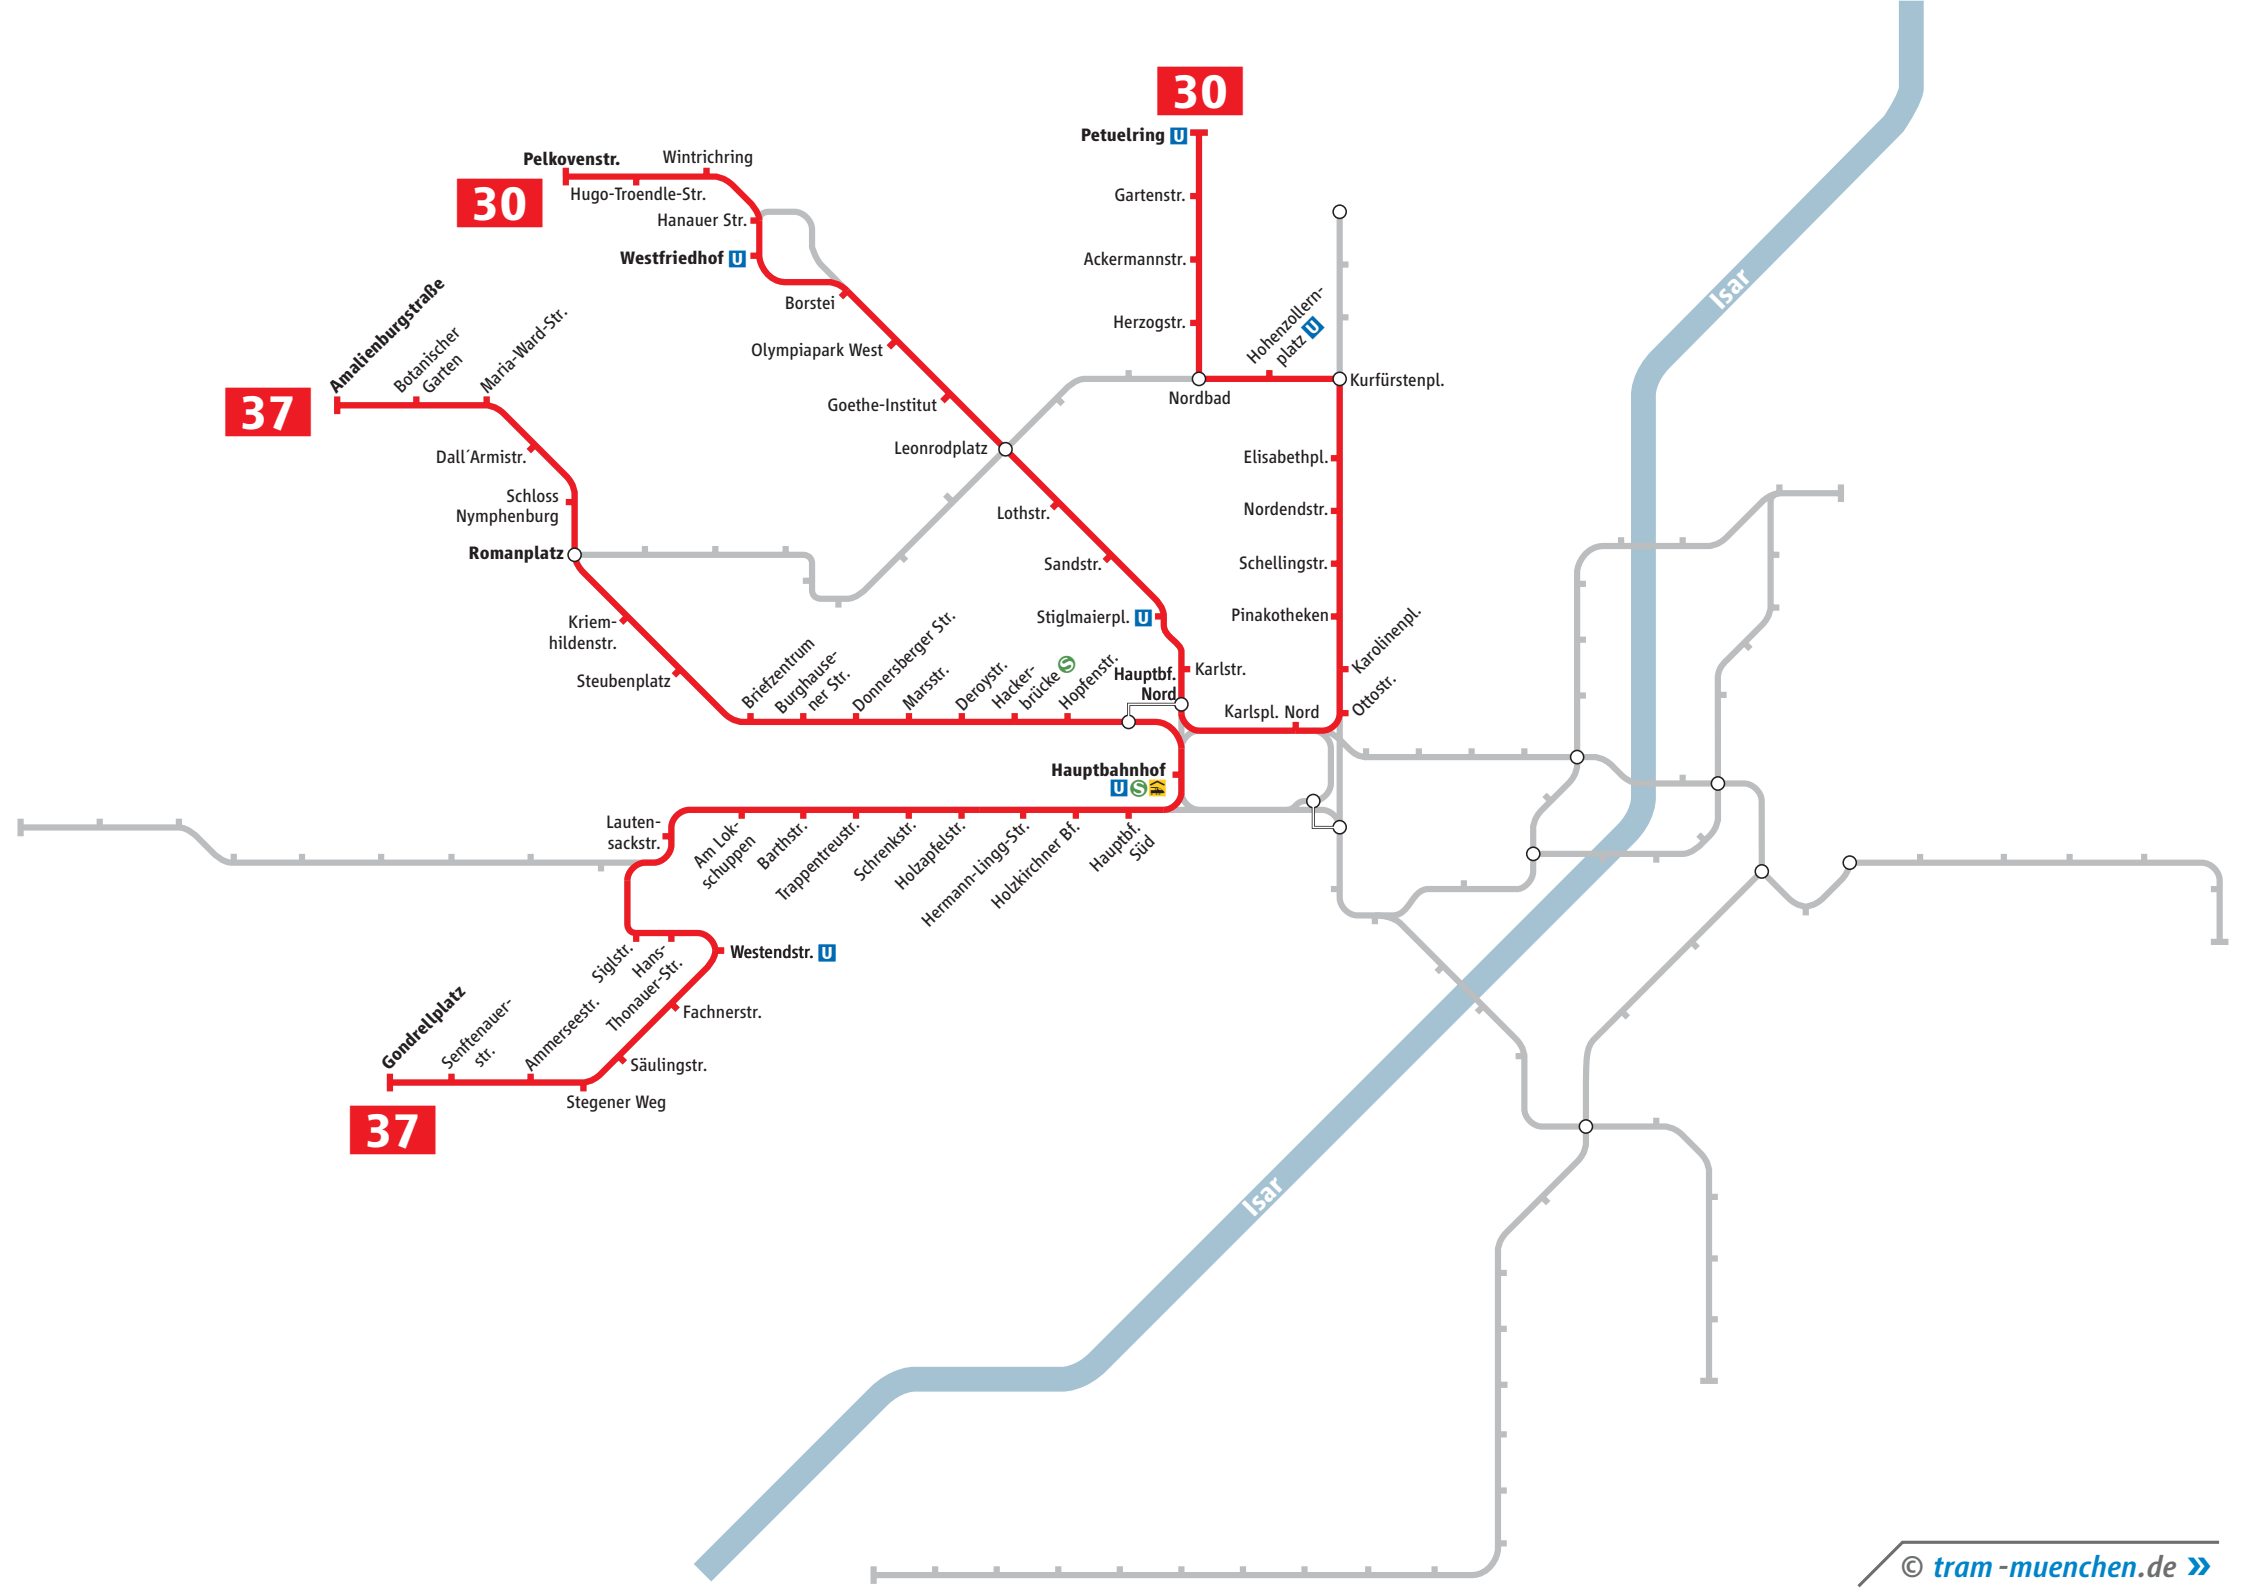 30
Petuelring U
Pelkovenstr.
Wintrichring
30
Hugo-Troendle-Str.
Gartenstr.
Hanauer Str.
Westfriedhof U
Ackermannstr.
Isar
Borstei
Herzogstr.
Hohenzollern-
platz U
Amalienburgstraße
Botanischer
Garten
Maria-Ward-Str.
Olympiapark West
37
Kurfürstenpl.
Nordbad
Goethe-Institut
Leonrodplatz
Dall´Armistr.
Elisabethpl.
Schloss
Nymphenburg
Nordendstr.
Lothstr.
Romanplatz
Sandstr.
Schellingstr.
Kriem-
hildenstr.
Stiglmaierpl. U
Pinakotheken
Karolinenpl.
Steubenplatz
Briefzentrum
Burghause-
ner Str.
Donnersberger Str.
Marsstr.
Deroystr.
Hacker-
brücke S
Hopfenstr.
Hauptbf.
Nord
Karlstr.
Karlspl. Nord
Ottostr.
Hauptbahnhof
U S
Lauten-
sackstr.
Am Lok-
schuppen
Barthstr.
Trappentreustr.
Schrenkstr.
Holzapfelstr.
Hermann-Lingg-Str.
Holzkirchner Bf.
Hauptbf.
Süd
Siglstr.
Hans-
Thonauer-Str.
Westendstr. U
Gondrellplatz
Senftenauer-
str.
Ammerseestr.
Fachnerstr.
Säulingstr.
Stegener Weg
37
Isar
© tram-muenchen.de »